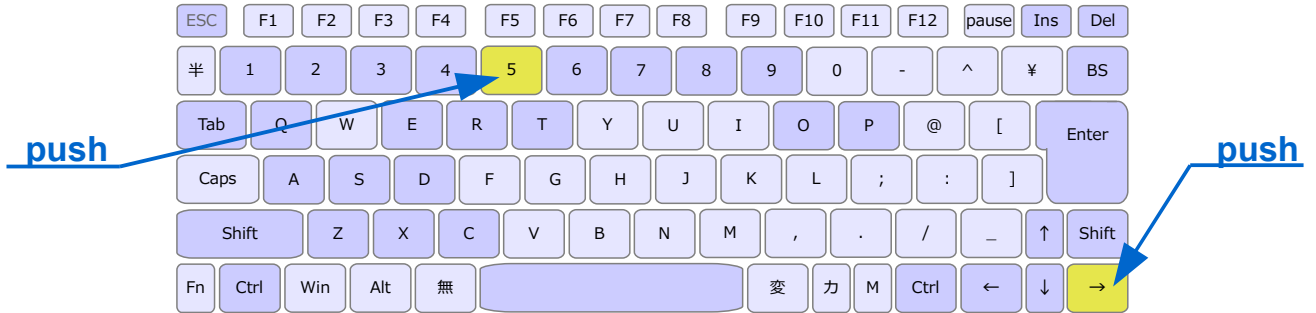 ESC F1 F2 F3 F4 F5 F6 F7 F8 F9 F10 F11 F12 pause Ins Del
半 1 2 3 4 5 6 7 8 9 0 - ^ ¥ BS
Tab Q W E R T Y U I O P @ [ Enter
push
push
Caps A S D F G H J K L ; : ]
Shift Z X C V B N M , . / _ ↑ Shift
Fn Ctrl Win Alt 無 変 カ M Ctrl ← ↓ →